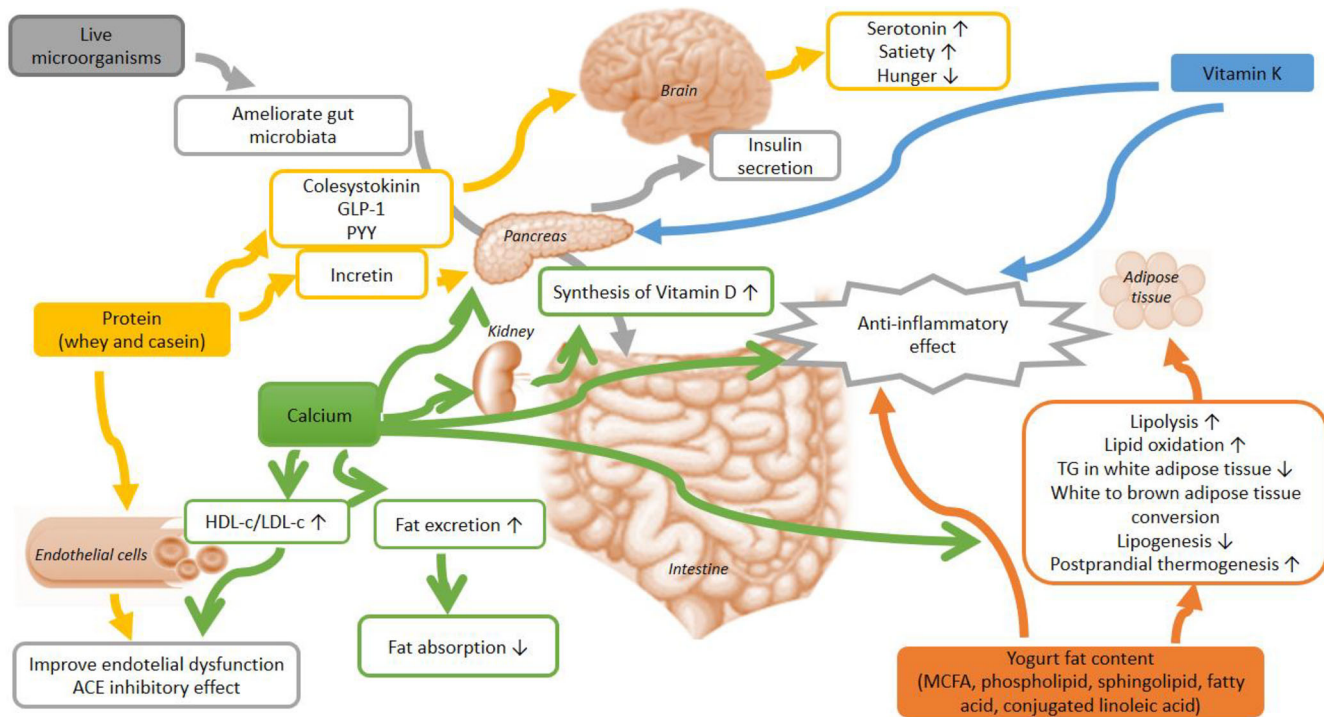 Live
microorganisms
Ameliorate gut
microbiata
Colesystokinin
GLP-1
PYY
Incretin
Protein
(whey and casein)
Brain
Serotonin ↑
Satiety ↑
Hunger ↓
Insulin
secretion
Pancreas
Vitamin K
Synthesis of Vitamin D ↑
Kidney
Anti-inflammatory
effect
Adipose
tissue
Calcium
HDL-c/LDL-c ↑
Fat excretion ↑
Fat absorption ↓
Endothelial cells
Improve endotelial dysfunction
ACE inhibitory effect
Intestine
Lipolysis ↑
Lipid oxidation ↑
TG in white adipose tissue ↓
White to brown adipose tissue
conversion
Lipogenesis ↓
Postprandial thermogenesis ↑
Yogurt fat content
(MCFA, phospholipid, sphingolipid, fatty
acid, conjugated linoleic acid)